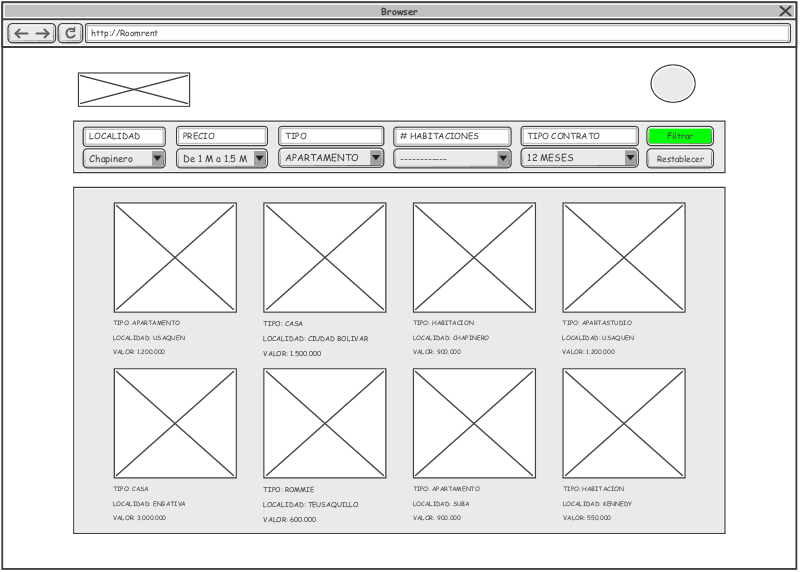 Browser
http://Roomrent
LOCALIDAD PRECIO TIPO # HABITACIONES TIPO CONTRATO Filtrar
Chapinero De 1 M a 1.5 M APARTAMENTO ------------ 12 MESES Restablecer
TIPO: APARTAMENTO TIPO: CASA TIPO: HABITACION TIPO: APARTASTUDIO
LOCALIDAD: USAQUEN LOCALIDAD: CIUDAD BOLIVAR LOCALIDAD: CHAPINERO LOCALIDAD: USAQUEN
VALOR: 1.200.000 VALOR: 1.500.000 VALOR: 900.000 VALOR: 1.200.000
TIPO: CASA TIPO: ROMMIE TIPO: APARTAMENTO TIPO: HABITACION
LOCALIDAD: ENGATIVA LOCALIDAD: TEUSAQUILLO LOCALIDAD: SUBA LOCALIDAD: KENNEDY
VALOR: 3.000.000 VALOR: 600.000 VALOR: 900.000 VALOR: 550.000